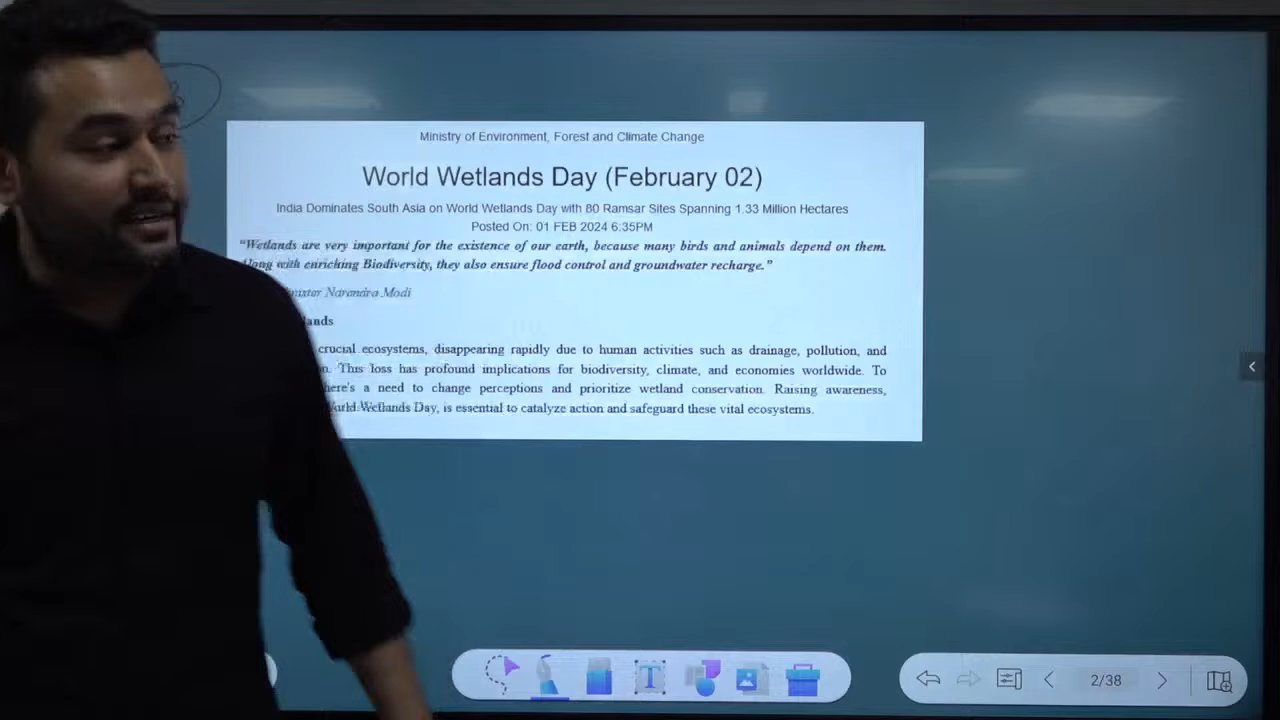 Ministry of Environment, Forest and Climate Change
World Wetlands Day (February 02)
India Dominates South Asia on World Wetlands Day with 80 Ramsar Sites Spanning 1.33 Million Hectares
Posted On: 01 FEB 2024 6:35PM
"Wetlands are very important for the existence of our earth, because many birds and animals depend on them.
Along with enriching Biodiversity, they also ensure flood control and groundwater recharge."
Narendra Modi
crucial ecosystems, disappearing rapidly due to human activities such as drainage, pollution, and
This loss has profound implications for biodiversity, climate, and economies worldwide. To
here's a need to change perceptions and prioritize wetland conservation. Raising awareness,
World Wetlands Day, is essential to catalyze action and safeguard these vital ecosystems.
T
2/38